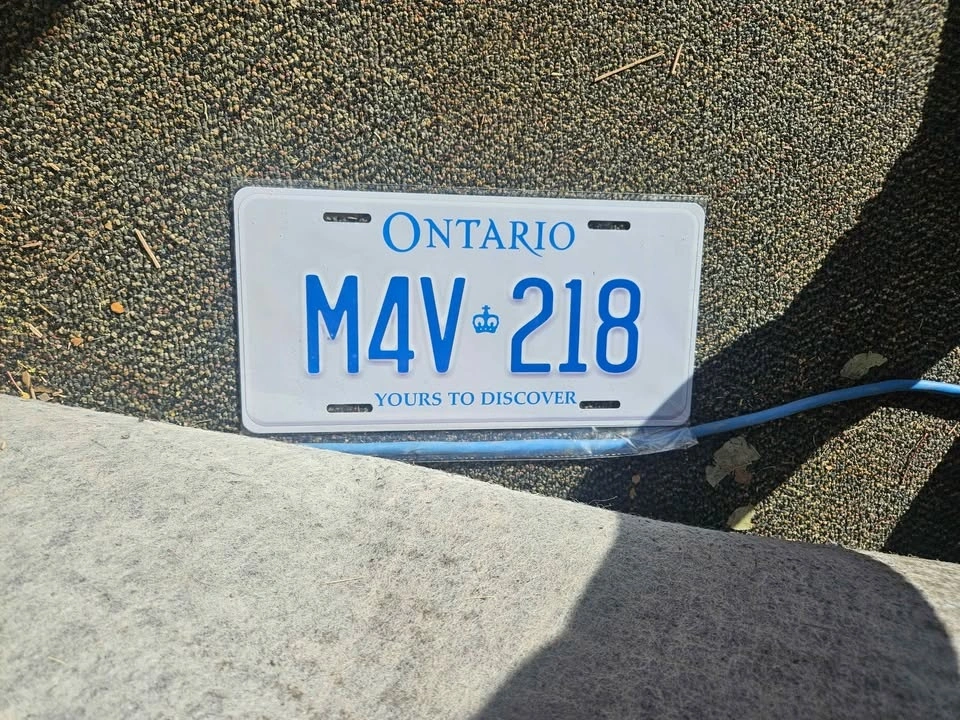 ONTARIO
M4V 218
YOURS TO DISCOVER